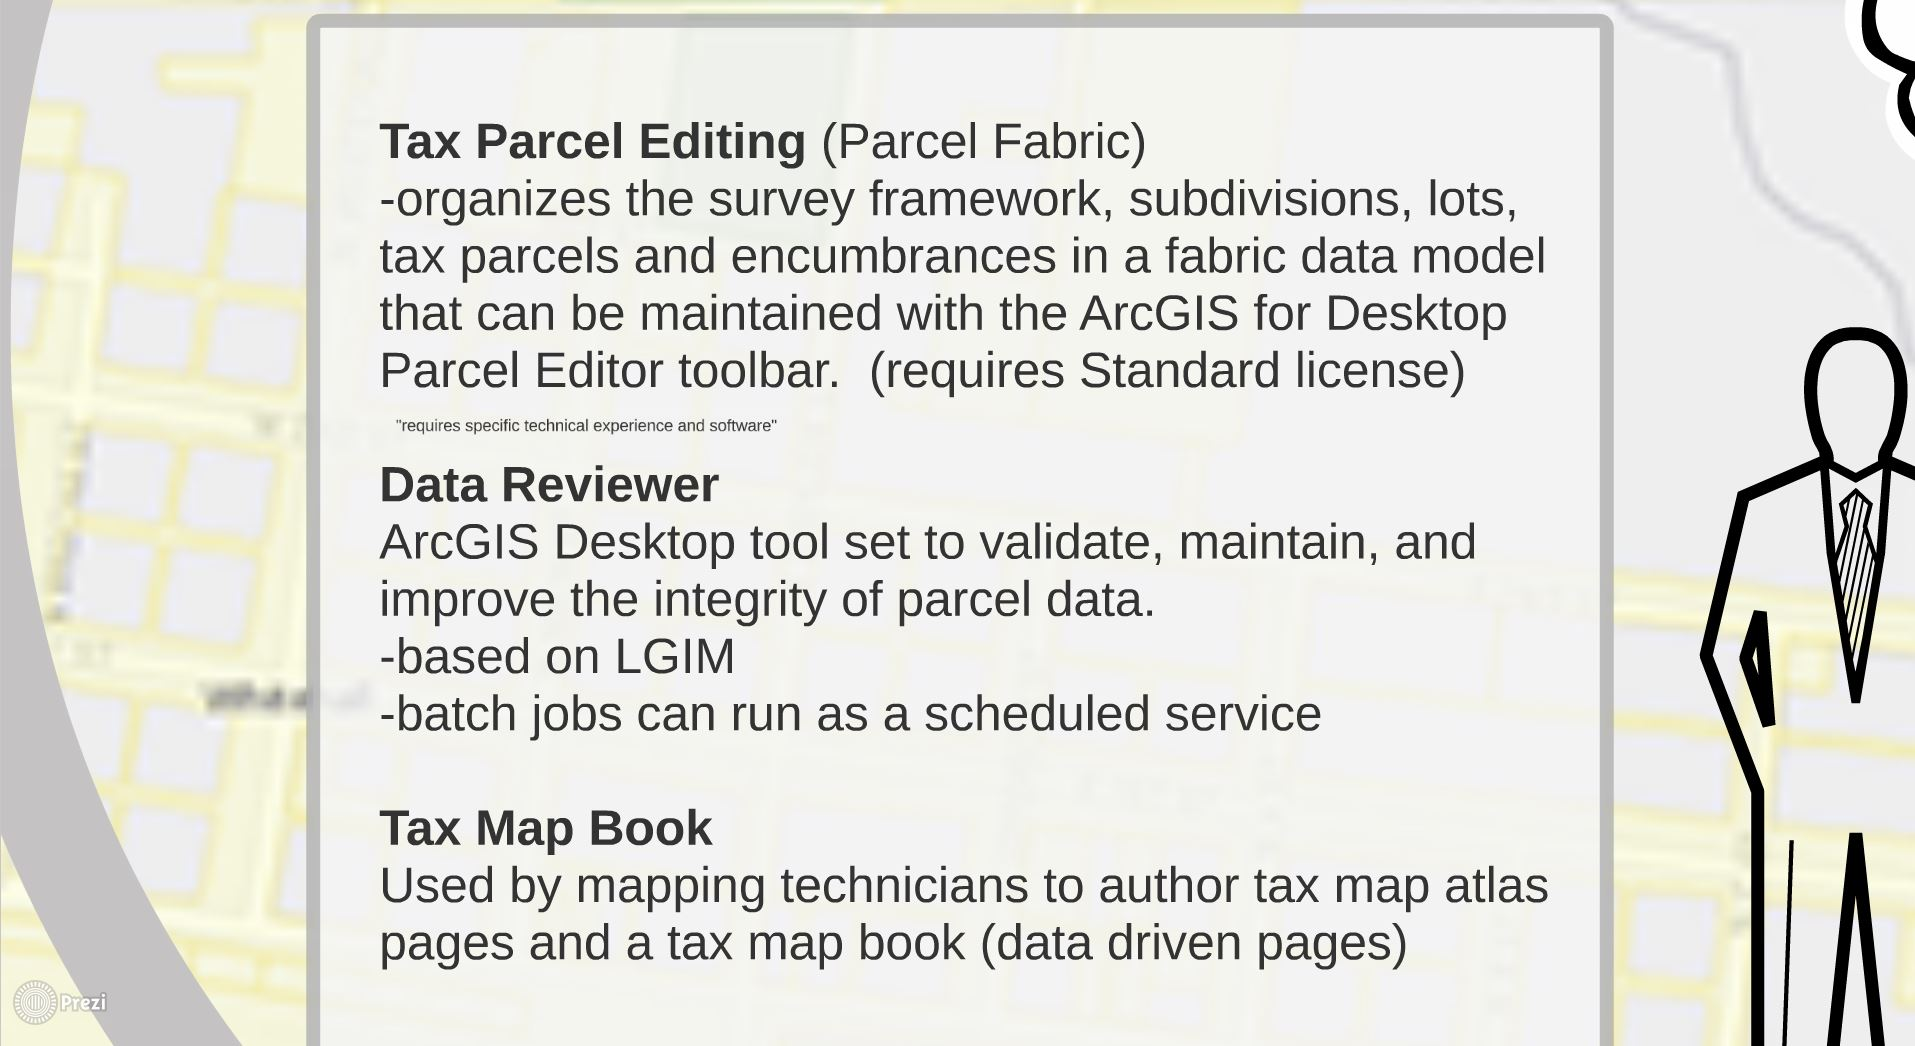 Tax Parcel Editing (Parcel Fabric)
-organizes the survey framework, subdivisions, lots,
tax parcels and encumbrances in a fabric data model
that can be maintained with the ArcGIS for Desktop
Parcel Editor toolbar.  (requires Standard license)
"requires specific technical experience and software"
Data Reviewer
ArcGIS Desktop tool set to validate, maintain, and
improve the integrity of parcel data.
-based on LGIM
-batch jobs can run as a scheduled service
Tax Map Book
Used by mapping technicians to author tax map atlas
pages and a tax map book (data driven pages)
Prezi